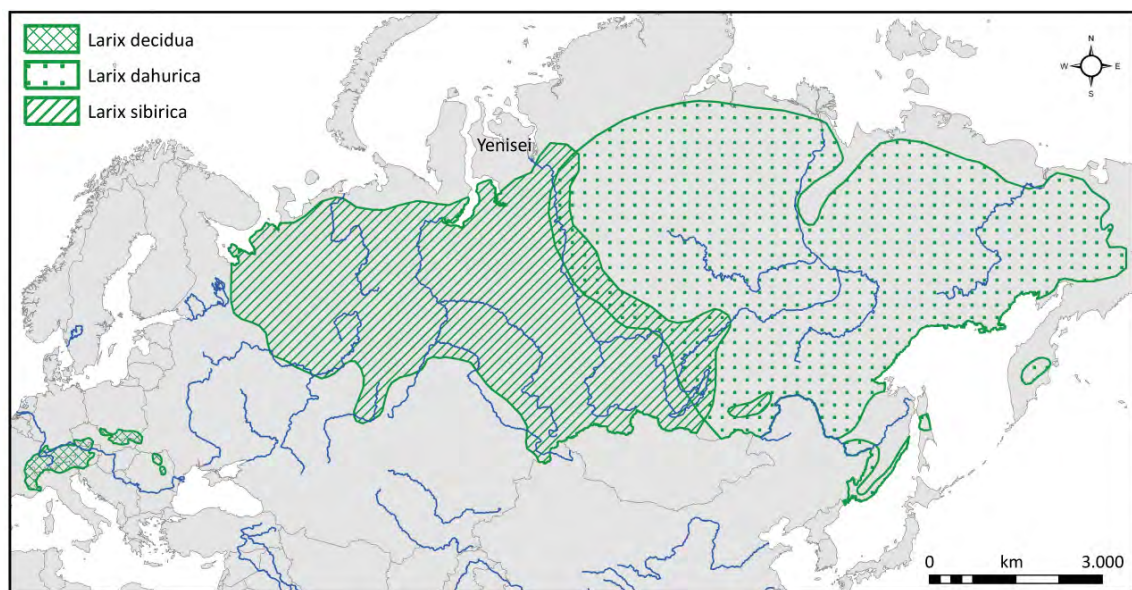 Larix decidua
Larix dahurica
Larix sibirica
N
W E
S
Yenisei
0 km 3.000